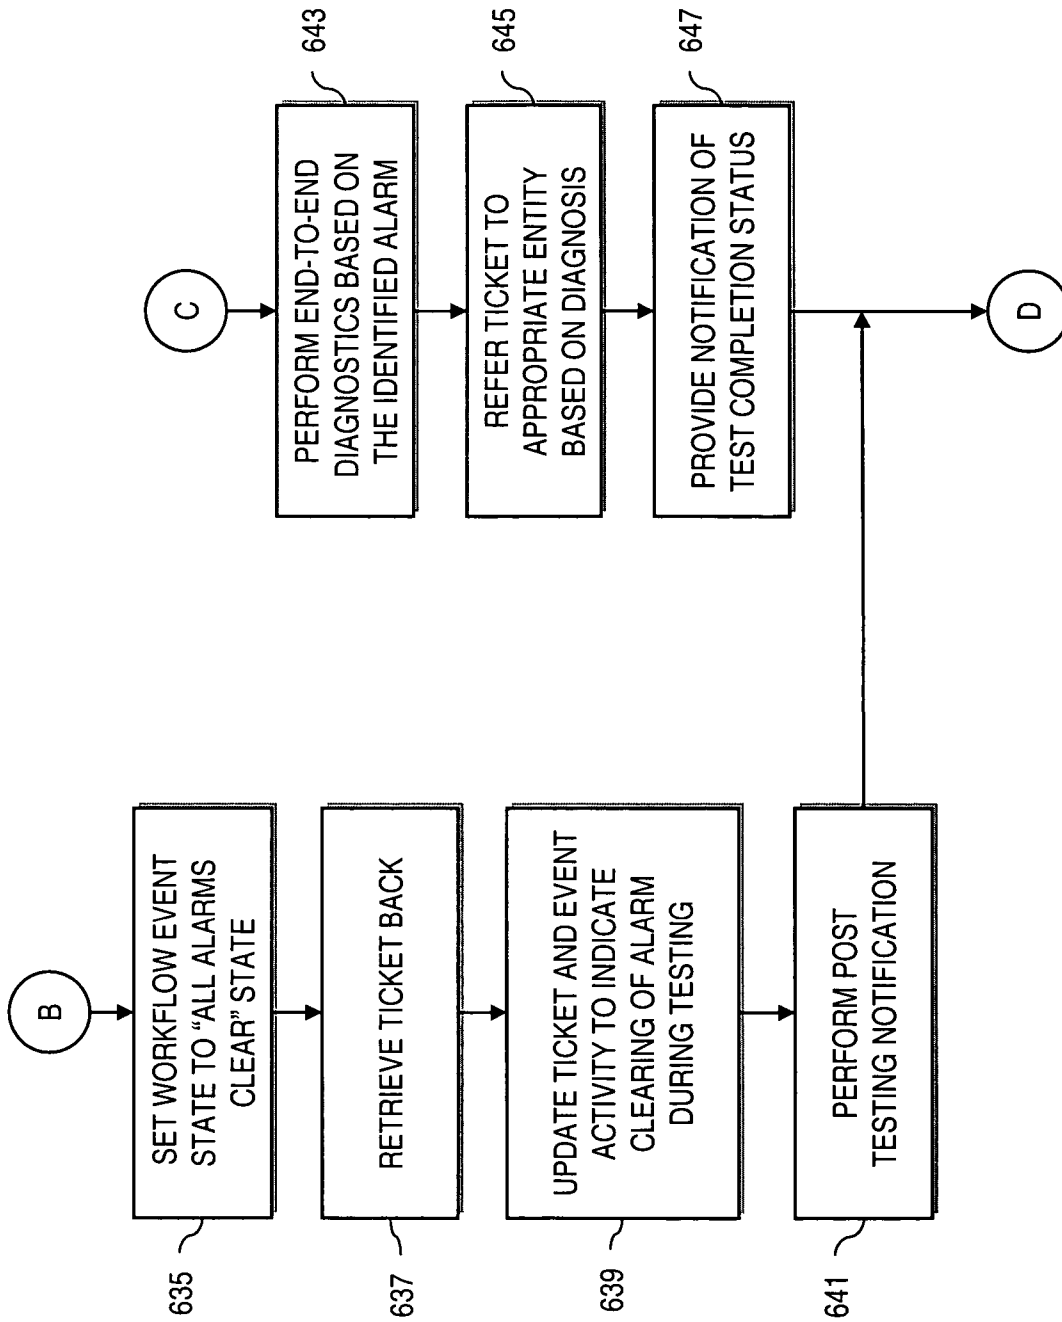 B
SET WORKFLOW EVENT
STATE TO “ALL ALARMS
CLEAR” STATE
635
RETRIEVE TICKET BACK
637
UPDATE TICKET AND EVENT
ACTIVITY TO INDICATE
CLEARING OF ALARM
DURING TESTING
639
PERFORM POST
TESTING NOTIFICATION
641
C
PERFORM END-TO-END
DIAGNOSTICS BASED ON
THE IDENTIFIED ALARM
643
REFER TICKET TO
APPROPRIATE ENTITY
BASED ON DIAGNOSIS
645
PROVIDE NOTIFICATION OF
TEST COMPLETION STATUS
647
D